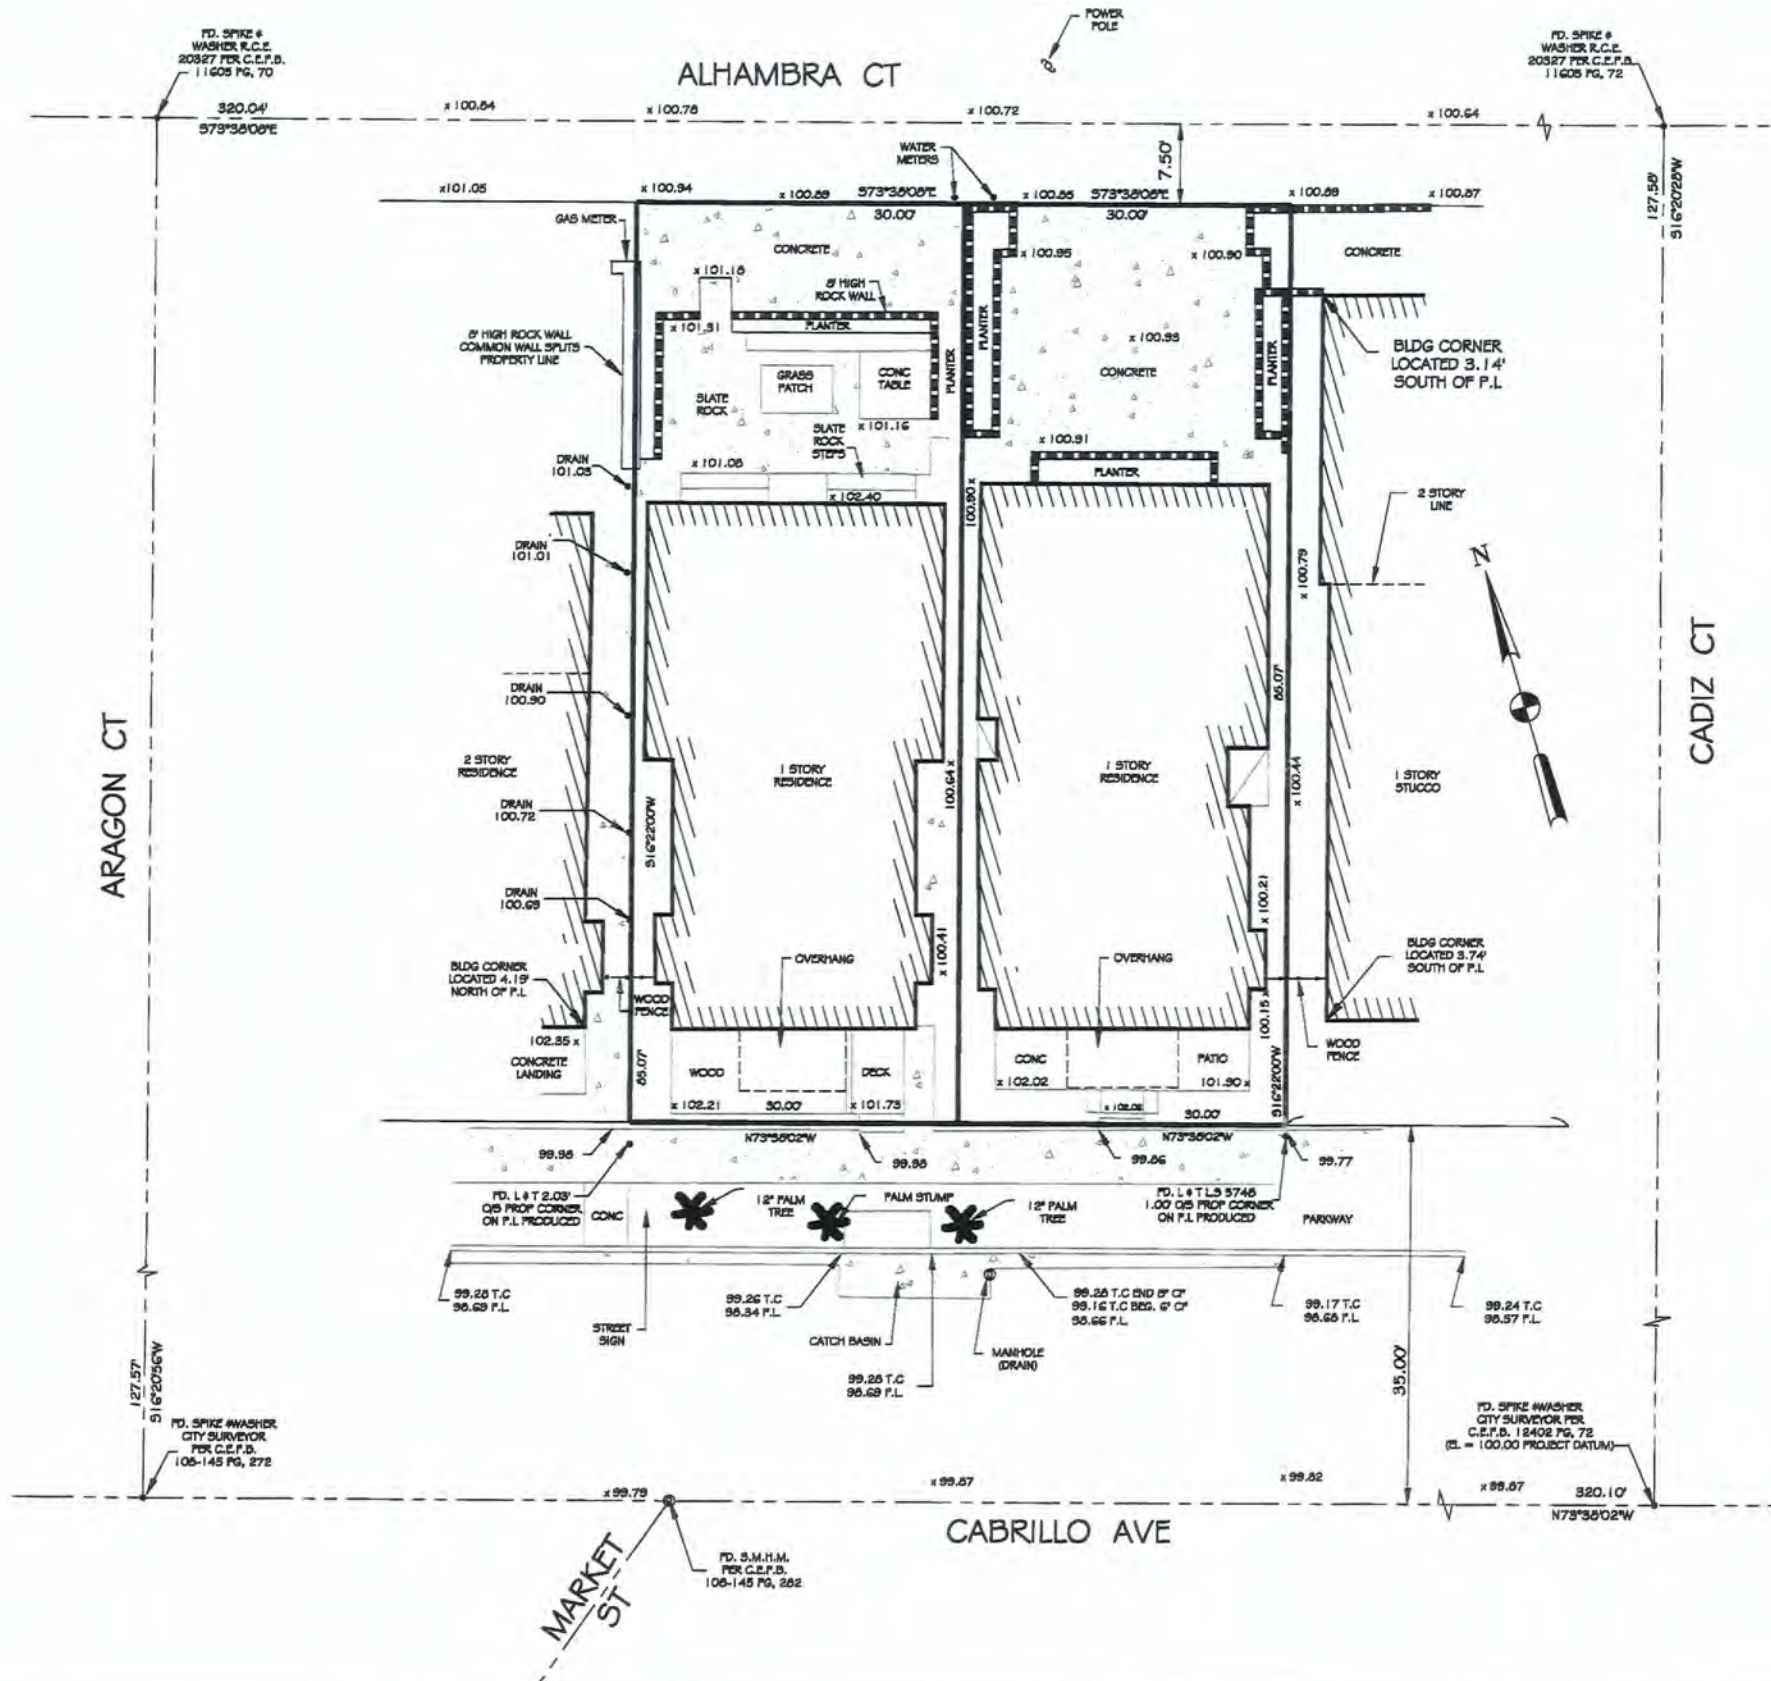 POWER
POLE
FD. SPIKE &
WASHER R.C.E.
20327 PER C.E.F.B.
11605 PG, 70
FD. SPIKE &
WASHER R.C.E.
20327 PER C.E.F.B.
11605 PG, 72
ALHAMBRA CT
320.04'
S73°38'08"E
x 100.84
x 100.78
x 100.72
x 100.64
7.50'
WATER
METERS
x101.05
x 100.94
x 100.89
S73°38'08"E
30.00'
x 100.85
S73°38'08"E
30.00'
x 100.89
x 100.87
127.58'
S16°20'28"W
GAS METER
CONCRETE
x 100.95
x 100.90
CONCRETE
x 101.18
8' HIGH
ROCK WALL
x 101.31
PLANTER
8' HIGH ROCK WALL
COMMON WALL SPLITS
PROPERTY LINE
PLANTER
PLANTER
x 100.93
CONCRETE
PLANTER
BLDG CORNER
LOCATED 3.14'
SOUTH OF P.L
GRASS
PATCH
CONC
TABLE
SLATE
ROCK
x 101.16
SLATE
ROCK
STEPS
x 100.91
DRAIN
101.03
x 101.08
x 102.40
PLANTER
100.90 x
2 STORY
LINE
DRAIN
101.01
x 100.79
N
DRAIN
100.90
85.07'
ARAGON CT
CADIZ CT
2 STORY
RESIDENCE
1 STORY
RESIDENCE
100.64 x
1 STORY
RESIDENCE
x 100.44
1 STORY
STUCCO
DRAIN
100.72
S16°22'00"W
DRAIN
100.69
x 100.21
BLDG CORNER
LOCATED 4.19'
NORTH OF P.L
OVERHANG
x 100.41
OVERHANG
BLDG CORNER
LOCATED 3.74'
SOUTH OF P.L
WOOD
FENCE
100.15 x
102.35 x
CONCRETE
LANDING
85.07'
WOOD
DECK
CONC
PATIO
WOOD
FENCE
x 102.02
101.90 x
S16°22'00"W
x 102.21
30.00'
x 101.73
x 102.02
30.00'
N73°38'02"W
N73°38'02"W
99.98
99.98
99.86
99.77
FD. L & T 2.03'
O/S PROP CORNER
ON P.L PRODUCED
CONC
12" PALM
TREE
PALM STUMP
12" PALM
TREE
FD. L & T LS 5748
1.00' O/S PROP CORNER
ON P.L PRODUCED
PARKWAY
99.28 T.C
98.69 F.L
STREET
SIGN
99.26 T.C
98.34 F.L
CATCH BASIN
99.28 T.C
98.69 F.L
MANHOLE
(DRAIN)
99.28 T.C END 8" CF
99.16 T.C BEG. 6" CF
98.66 F.L
99.17 T.C
98.68 F.L
99.24 T.C
98.57 F.L
35.00'
127.57'
S16°20'56"W
FD. SPIKE &WASHER
CITY SURVEYOR
PER C.E.F.B.
108-145 PG, 272
FD. SPIKE &WASHER
CITY SURVEYOR PER
C.E.F.B. 12402 PG, 72
(EL = 100.00 PROJECT DATUM)
x 99.79
x 99.87
x 99.82
x 99.87
320.10'
N73°38'02"W
CABRILLO AVE
MARKET
ST
FD. S.M.H.M.
PER C.E.F.B.
108-145 PG, 282